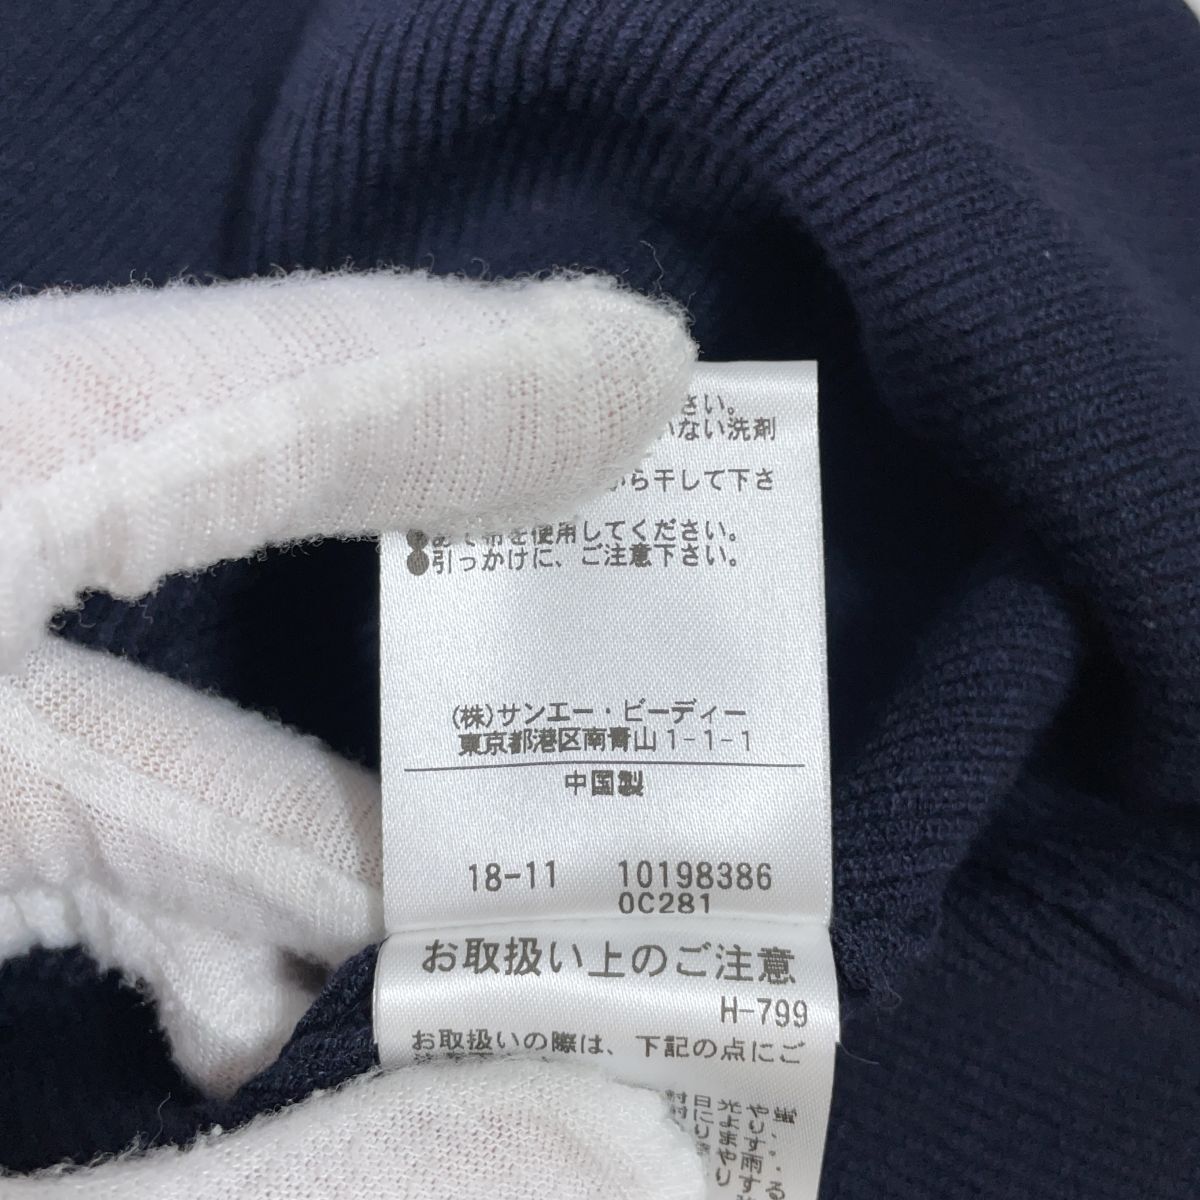 さい。
いない洗剤
から干して下さ
●あて布を使用してください。
●引っかけに、ご注意下さい。
(株)サンエー・ビーディー
東京都港区南青山1-1-1
中国製
18-11 10198386
0C281
お取扱い上のご注意
H-799
お取扱いの際は、下記の点にご